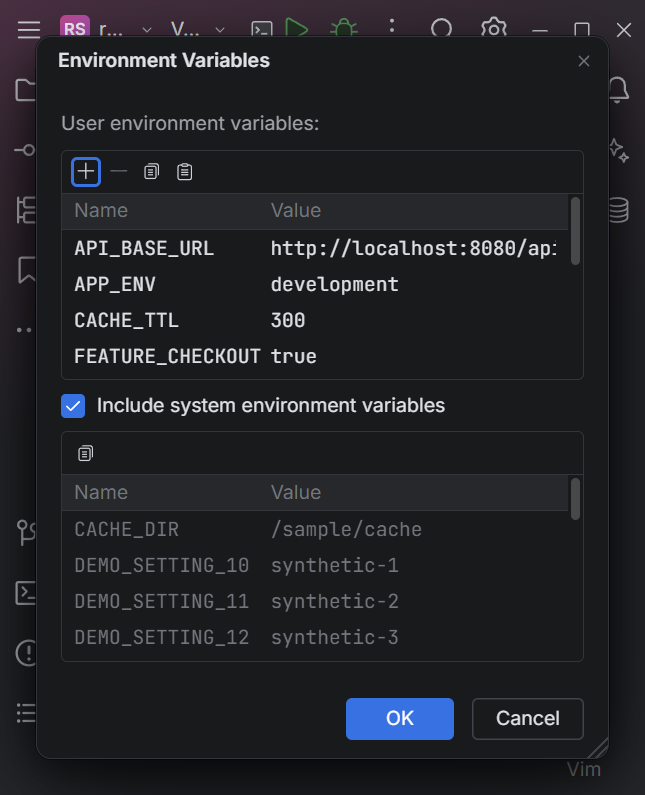 RS r... V...
Environment Variables
User environment variables:
Name Value
API_BASE_URL http://localhost:8080/api
APP_ENV development
CACHE_TTL 300
FEATURE_CHECKOUT true
Include system environment variables
Name Value
CACHE_DIR /sample/cache
DEMO_SETTING_10 synthetic-1
DEMO_SETTING_11 synthetic-2
DEMO_SETTING_12 synthetic-3
OK Cancel
Vim